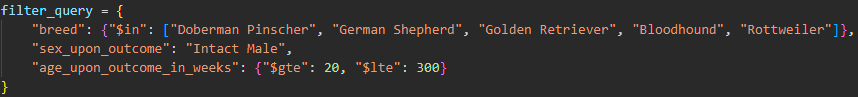 filter_query = {
    "breed": {"$in": ["Doberman Pinscher", "German Shepherd", "Golden Retriever", "Bloodhound", "Rottweiler"]},
    "sex_upon_outcome": "Intact Male",
    "age_upon_outcome_in_weeks": {"$gte": 20, "$lte": 300}
}